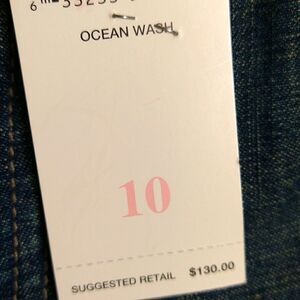 OCEAN WASH
10
SUGGESTED RETAIL $130.00